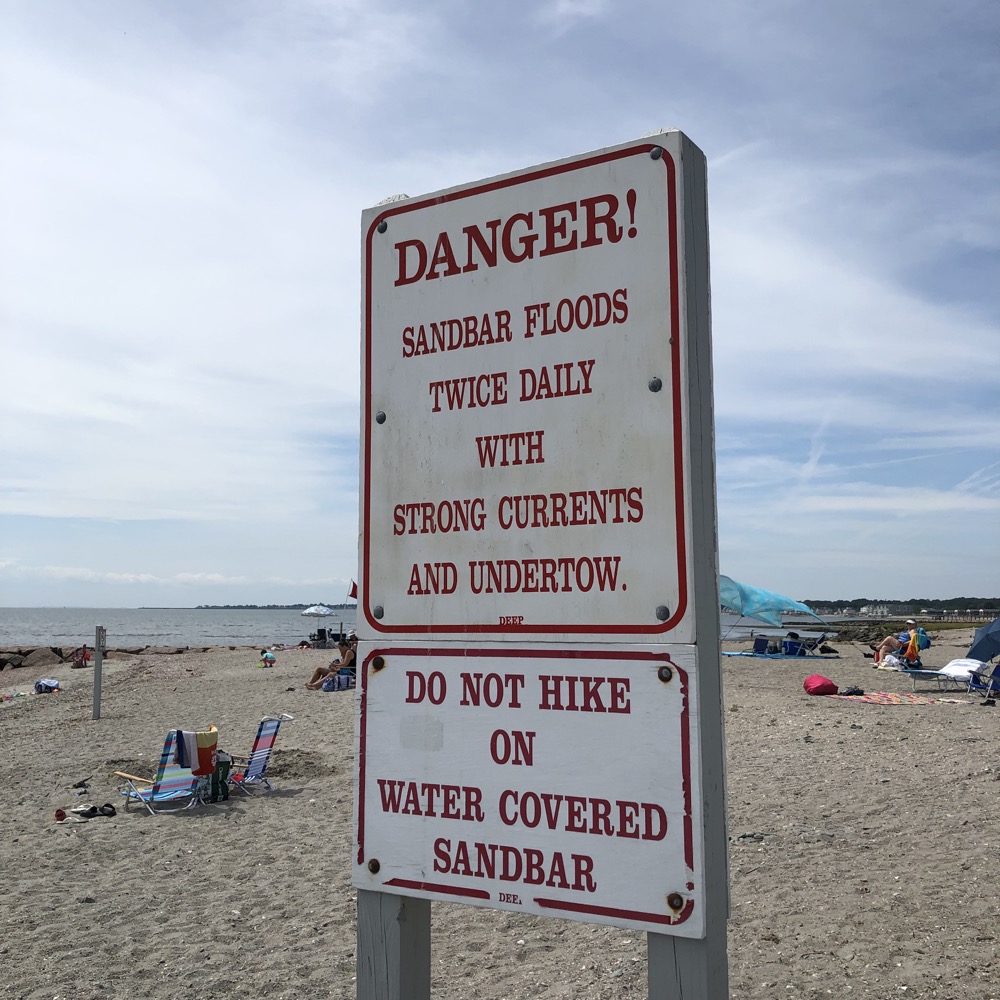 DANGER!
SANDBAR FLOODS
TWICE DAILY
WITH
STRONG CURRENTS
AND UNDERTOW.
DEEP
DO NOT HIKE
ON
WATER COVERED
SANDBAR
DEEP